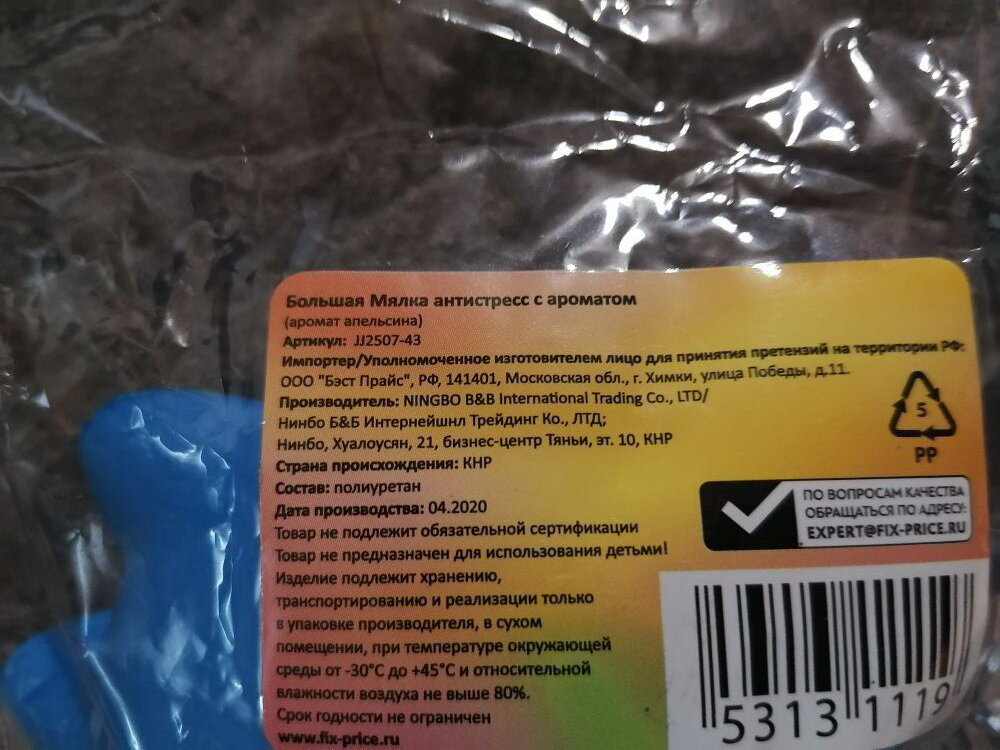 Большая Мялка антистресс с ароматом
(аромат апельсина)
Артикул: JJ2507-43
Импортер/Уполномоченное изготовителем лицо для принятия претензий на территории РФ:
ООО "Бэст Прайс", РФ, 141401, Московская обл., г. Химки, улица Победы, д.11.
Производитель: NINGBO B&B International Trading Co., LTD/
Нинбо Б&Б Интернейшнл Трейдинг Ко., ЛТД;
Нинбо, Хуалоусян, 21, бизнес-центр Тяньи, эт. 10, КНР
Страна происхождения: КНР
Состав: полиуретан
Дата производства: 04.2020
Товар не подлежит обязательной сертификации
Товар не предназначен для использования детьми!
Изделие подлежит хранению,
транспортированию и реализации только
в упаковке производителя, в сухом
помещении, при температуре окружающей
среды от -30°С до +45°С и относительной
влажности воздуха не выше 80%.
Срок годности не ограничен
www.fix-price.ru
5
PP
ПО ВОПРОСАМ КАЧЕСТВА
ОБРАЩАТЬСЯ ПО АДРЕСУ:
EXPERT@FIX-PRICE.RU
5313 1119